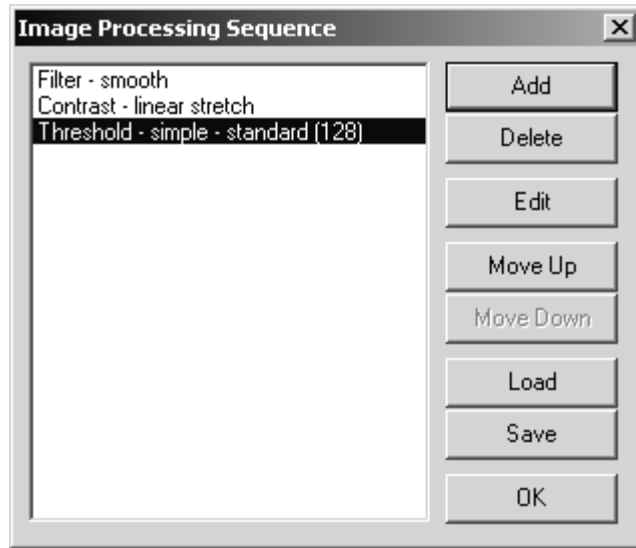 Image Processing Sequence
Filter - smooth
Contrast - linear stretch
Threshold - simple - standard (128)
Add
Delete
Edit
Move Up
Move Down
Load
Save
OK